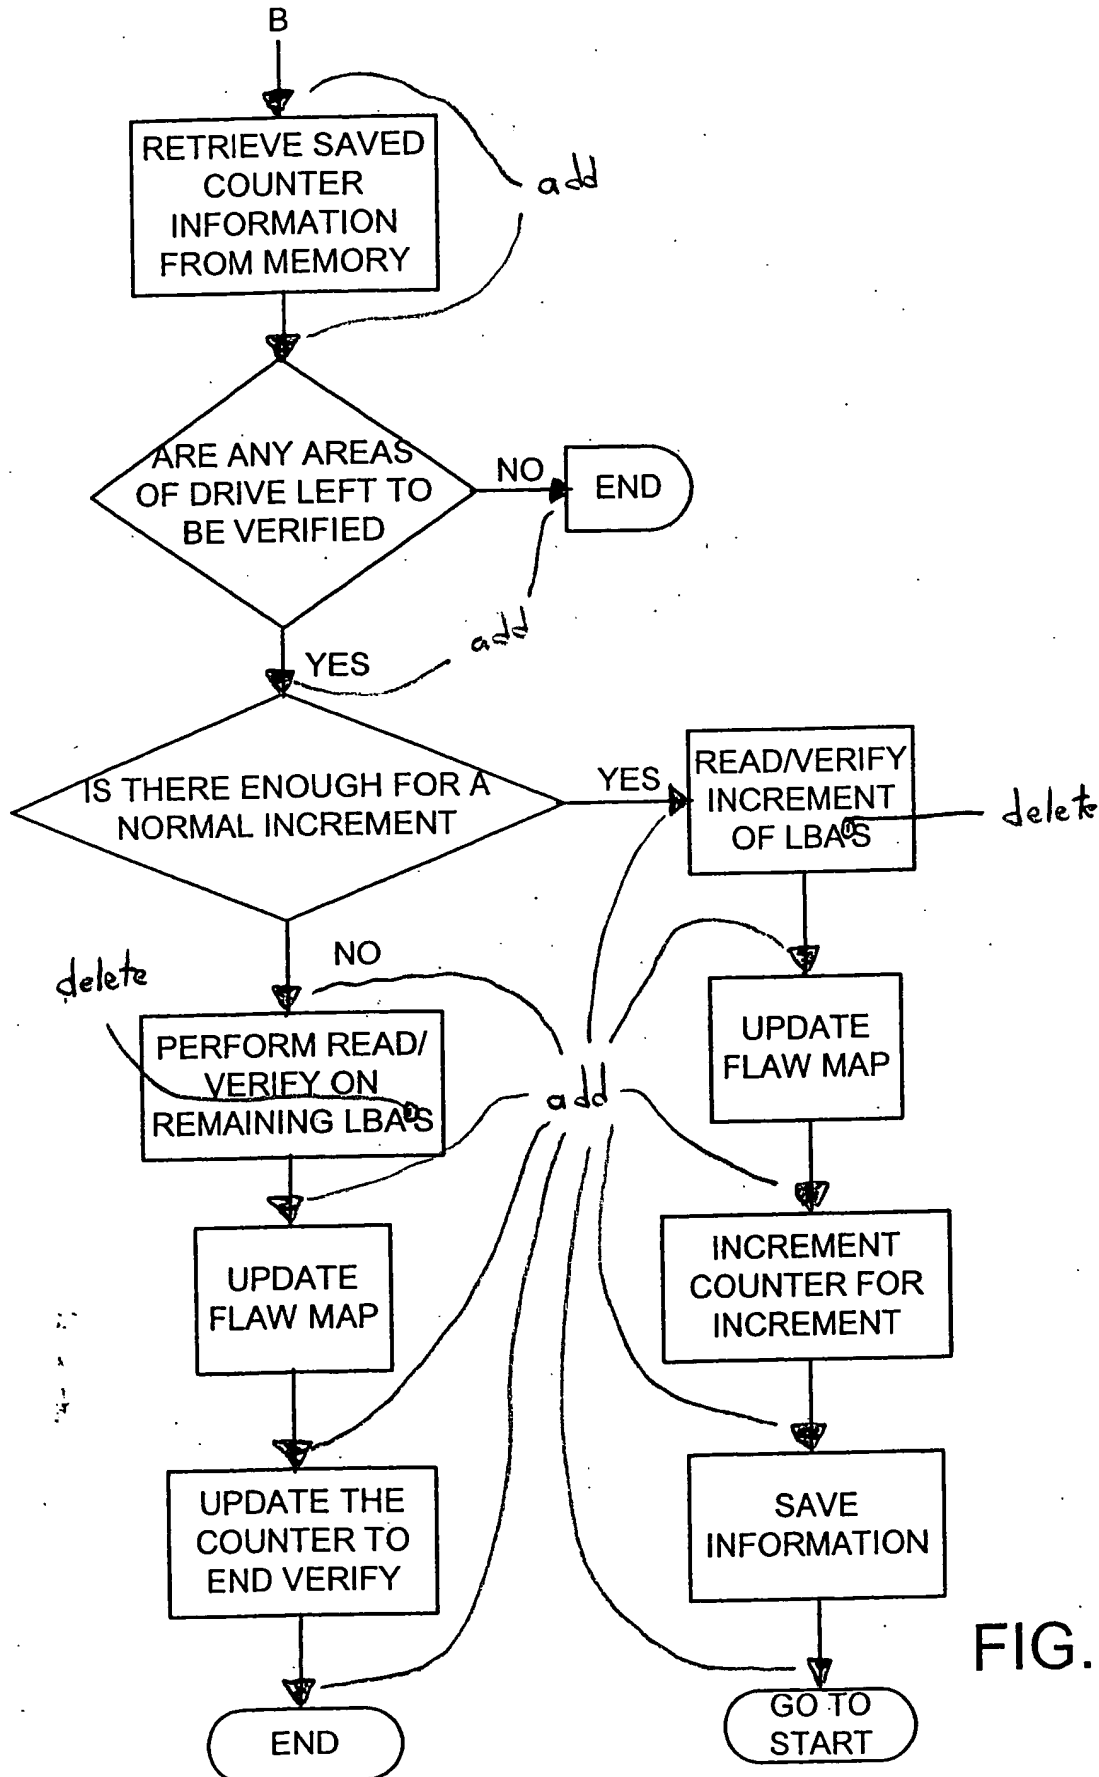 B
RETRIEVE SAVED
COUNTER
INFORMATION
FROM MEMORY
add
ARE ANY AREAS
OF DRIVE LEFT TO
BE VERIFIED
NO
END
add
YES
IS THERE ENOUGH FOR A
NORMAL INCREMENT
YES
READ/VERIFY
INCREMENT
OF LBA'S
delete
NO
delete
PERFORM READ/
VERIFY ON
REMAINING LBA'S
add
UPDATE
FLAW MAP
UPDATE
FLAW MAP
INCREMENT
COUNTER FOR
INCREMENT
UPDATE THE
COUNTER TO
END VERIFY
SAVE
INFORMATION
FIG.
END
GO TO
START